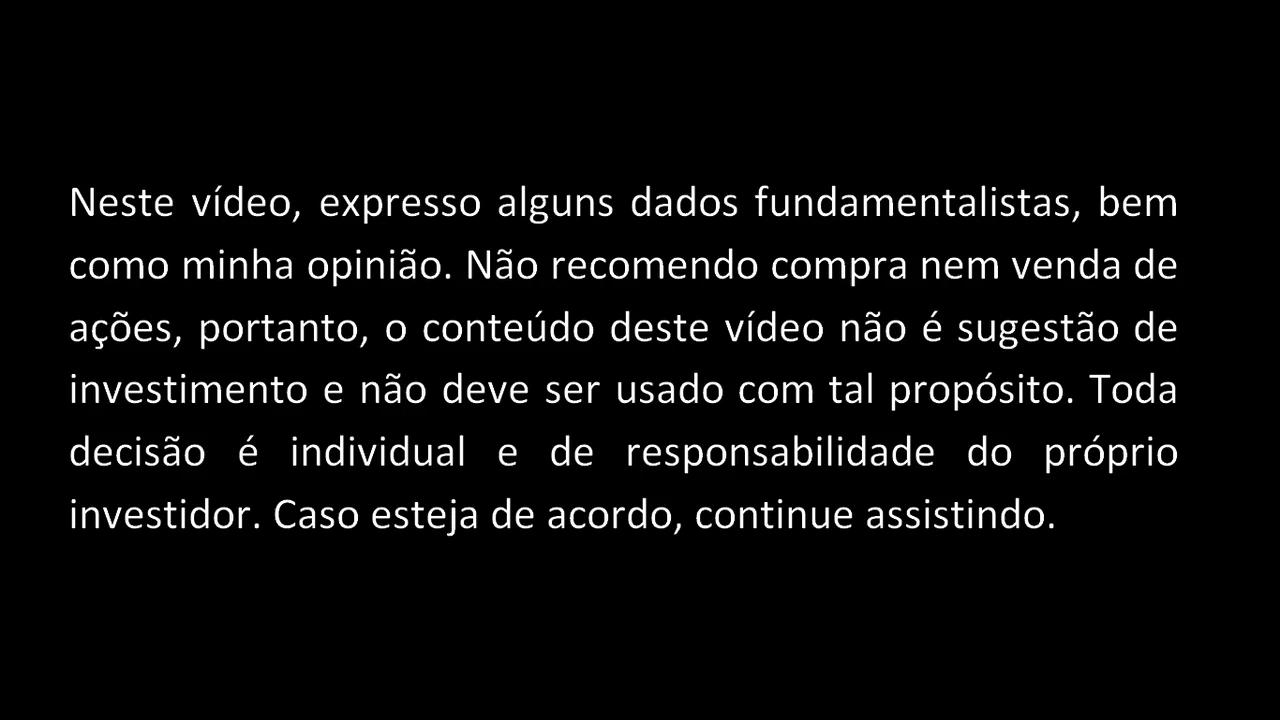 Neste vídeo, expresso alguns dados fundamentalistas, bem
como minha opinião. Não recomendo compra nem venda de
ações, portanto, o conteúdo deste vídeo não é sugestão de
investimento e não deve ser usado com tal propósito. Toda
decisão é individual e de responsabilidade do próprio
investidor. Caso esteja de acordo, continue assistindo.